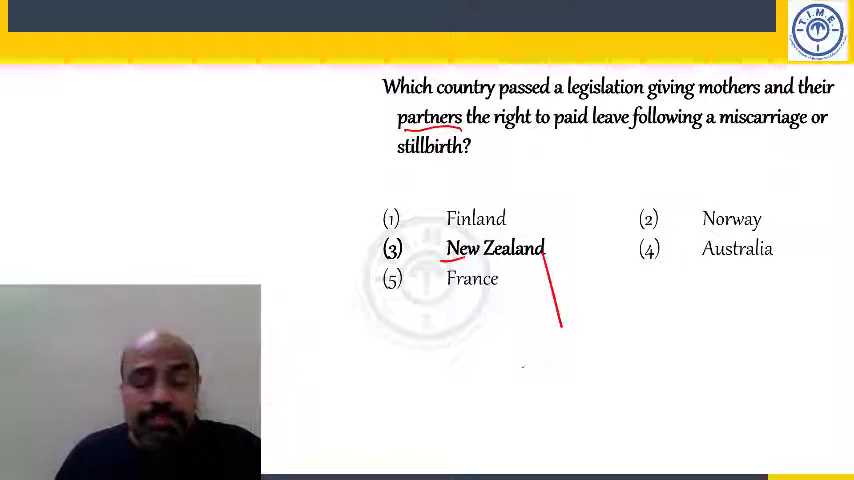 T.I.M.E.
Which country passed a legislation giving mothers and their
partners the right to paid leave following a miscarriage or
stillbirth?
(1) Finland (2) Norway
(3) New Zealand (4) Australia
(5) France